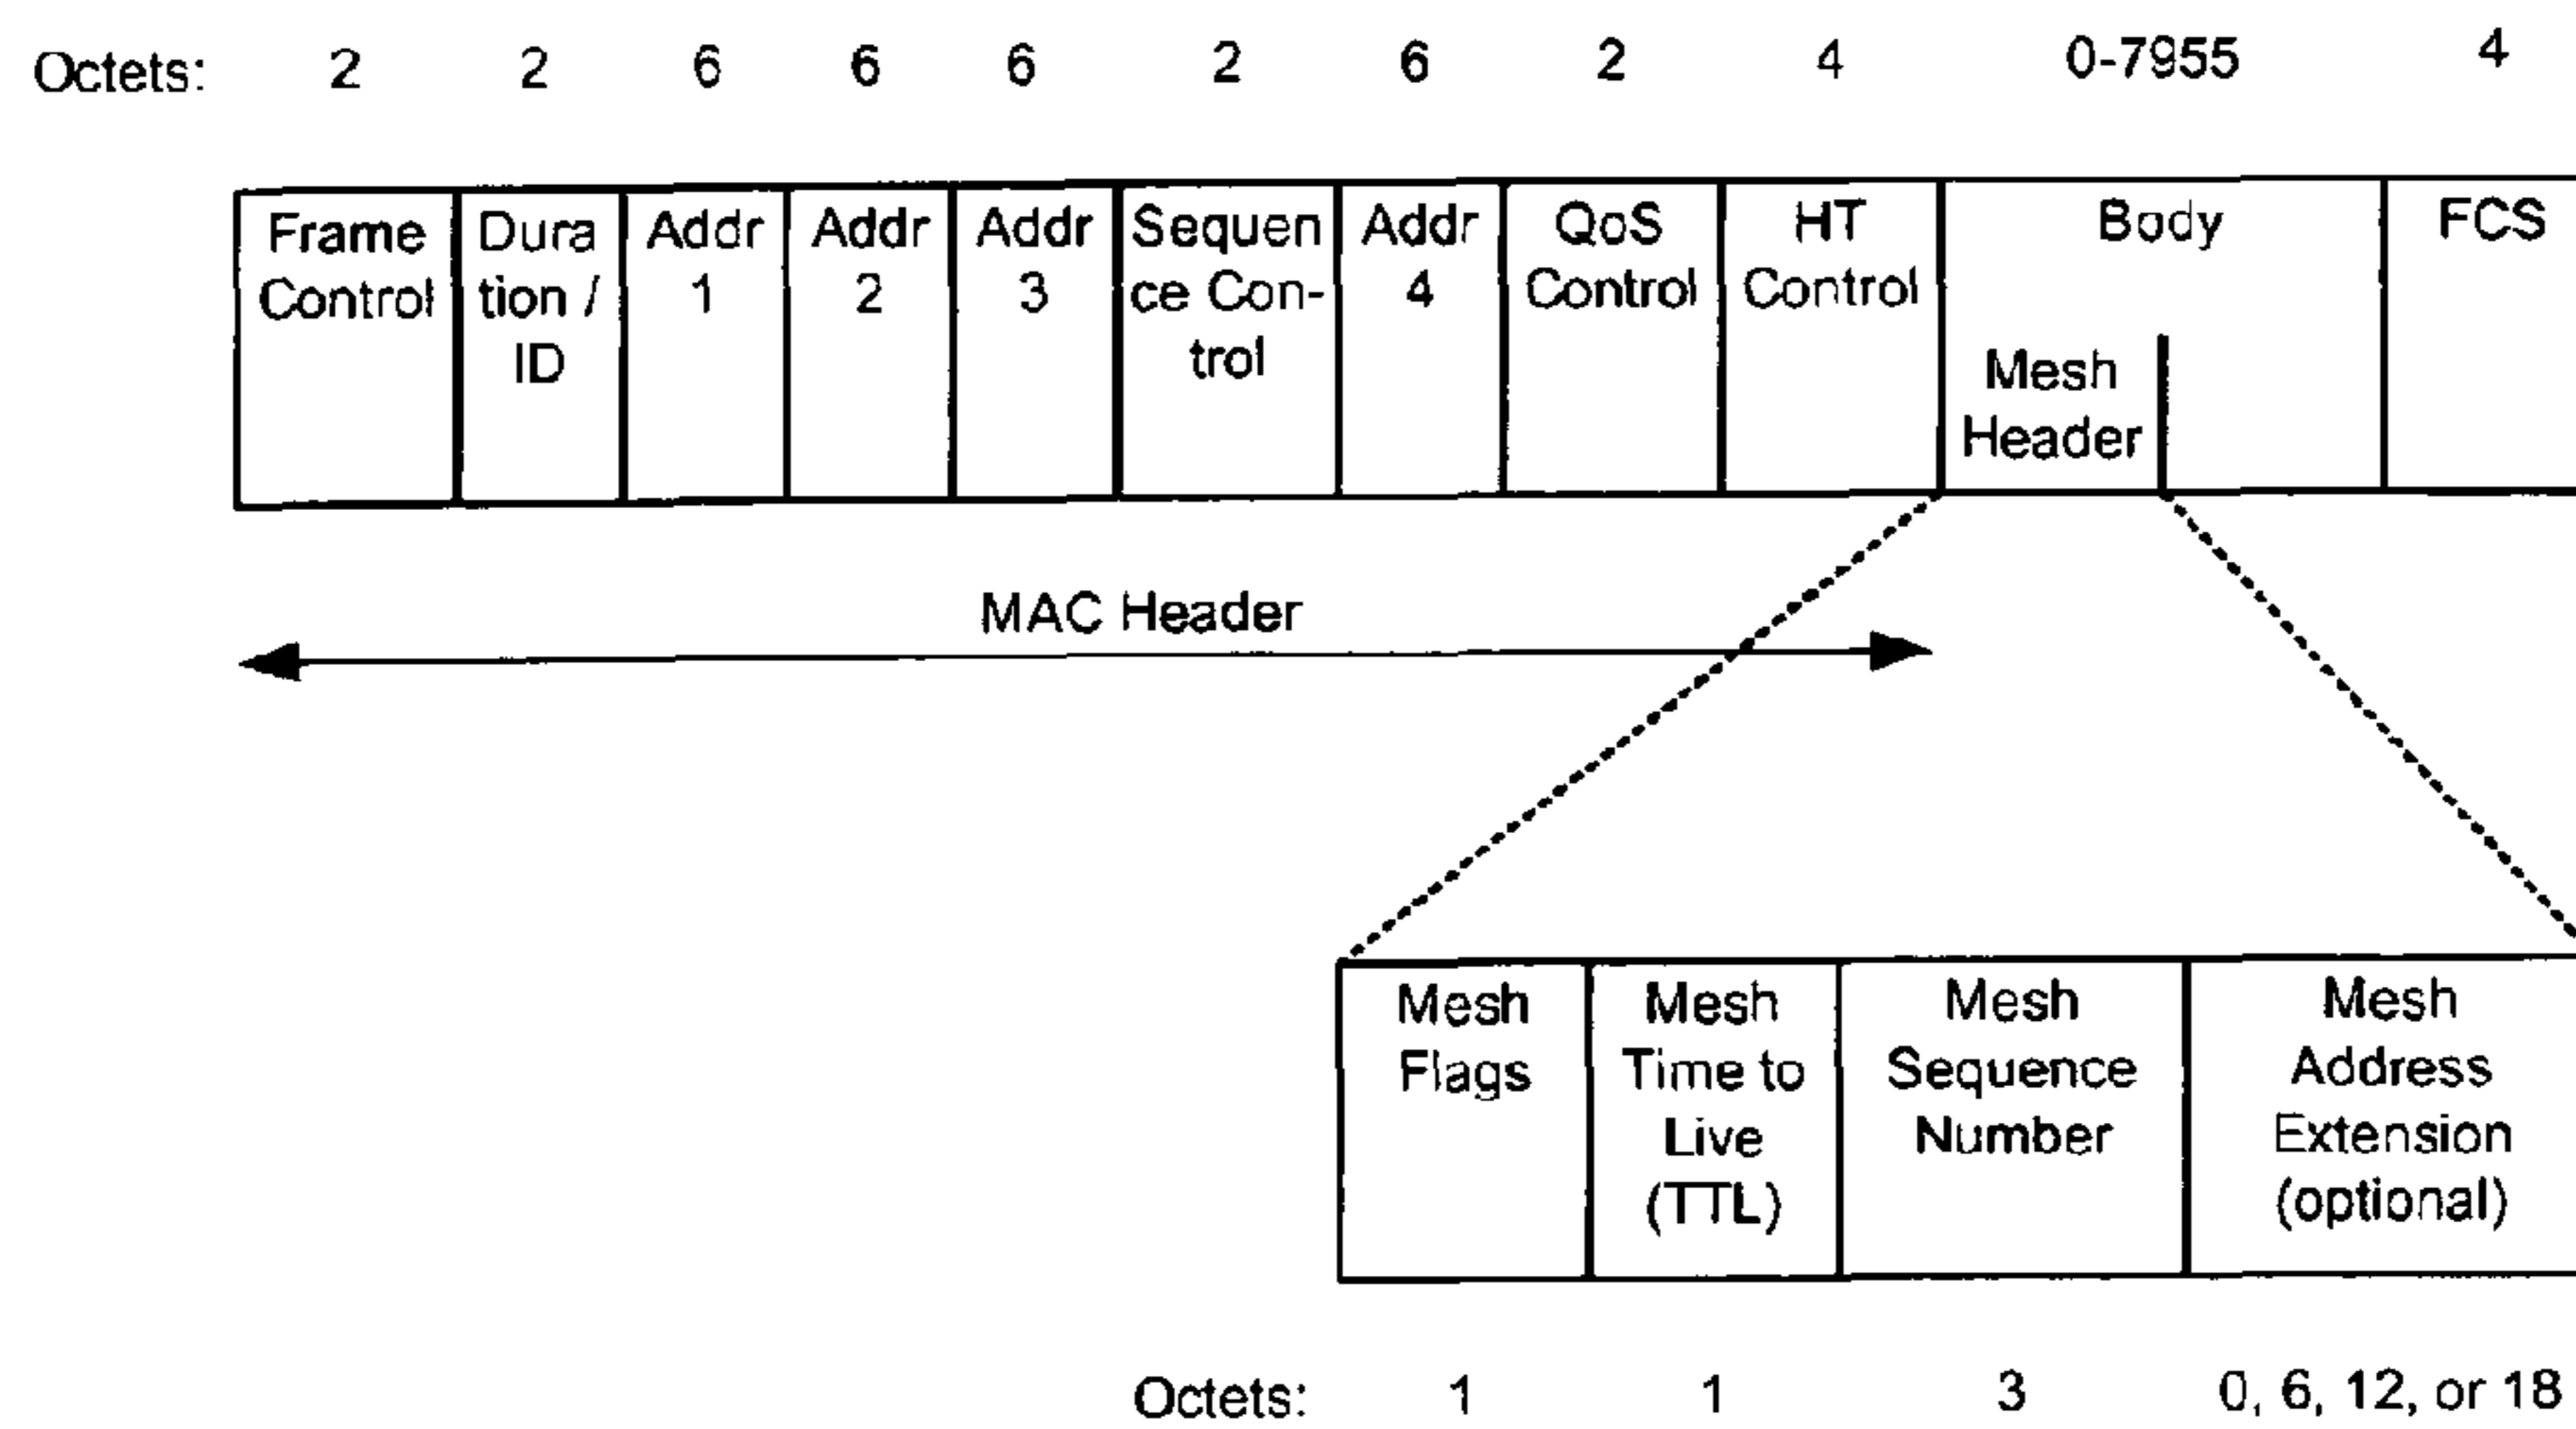 Octets: 2 2 6 6 6 2 6 2 4 0-7955 4
Frame
Control
Dura
tion /
ID
Addr
1
Addr
2
Addr
3
Sequen
ce Con-
trol
Addr
4
QoS
Control
HT
Control
Body
Mesh
Header
FCS
MAC Header
Mesh
Flags
Mesh
Time to
Live
(TTL)
Mesh
Sequence
Number
Mesh
Address
Extension
(optional)
Octets: 1 1 3 0, 6, 12, or 18